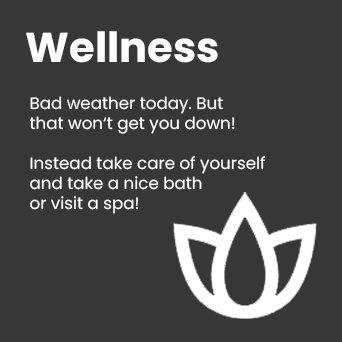 Wellness
Bad weather today. But
that won't get you down!
Instead take care of yourself
and take a nice bath
or visit a spa!